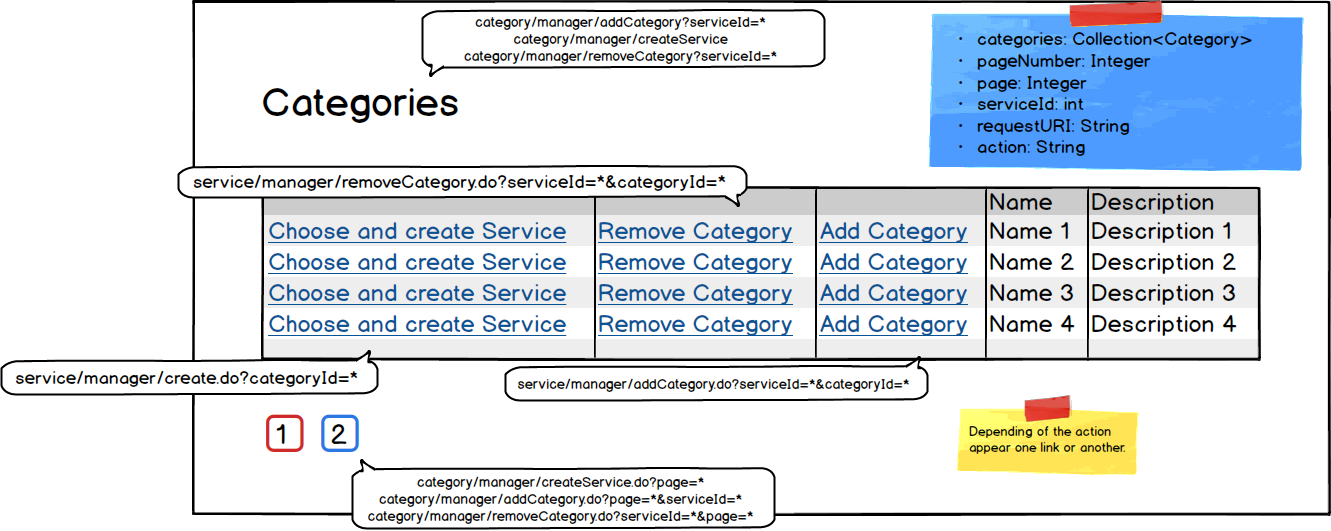 category/manager/addCategory?serviceId=*
category/manager/createService
category/manager/removeCategory?serviceId=*
· categories: Collection<Category>
· pageNumber: Integer
· page: Integer
· serviceId: int
· requestURI: String
· action: String
Categories
service/manager/removeCategory.do?serviceId=*&categoryId=*
Name Description
Choose and create Service Remove Category Add Category Name 1 Description 1
Choose and create Service Remove Category Add Category Name 2 Description 2
Choose and create Service Remove Category Add Category Name 3 Description 3
Choose and create Service Remove Category Add Category Name 4 Description 4
service/manager/create.do?categoryId=*
service/manager/addCategory.do?serviceId=*&categoryId=*
1 2
Depending of the action
appear one link or another.
category/manager/createService.do?page=*
category/manager/addCategory.do?page=*&serviceId=*
category/manager/removeCategory.do?serviceId=*&page=*